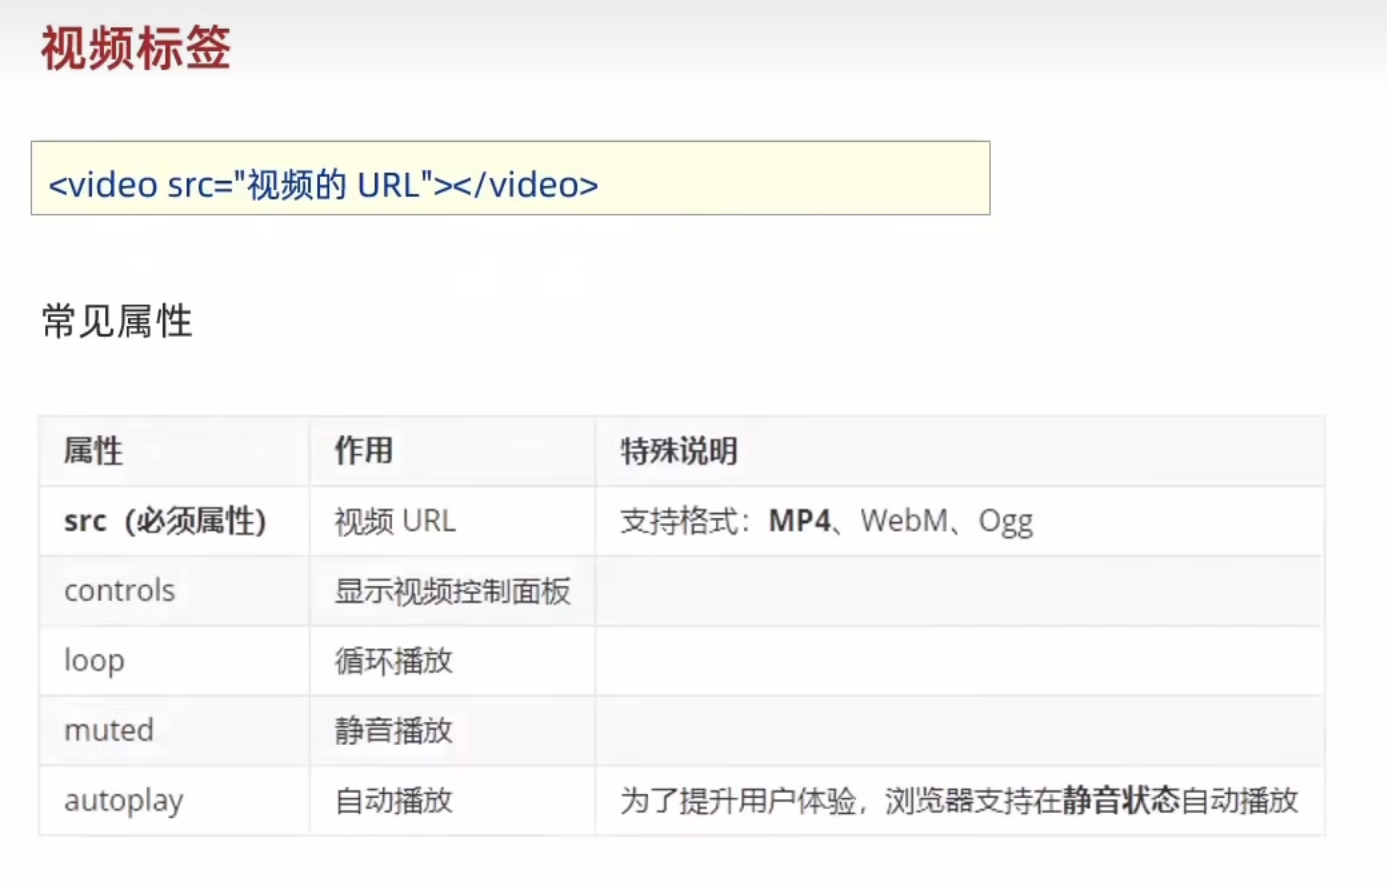 视频标签
<video src="视频的 URL"></video>
常见属性
属性 作用 特殊说明
src（必须属性） 视频 URL 支持格式：MP4、WebM、Ogg
controls 显示视频控制面板
loop 循环播放
muted 静音播放
autoplay 自动播放 为了提升用户体验，浏览器支持在静音状态自动播放